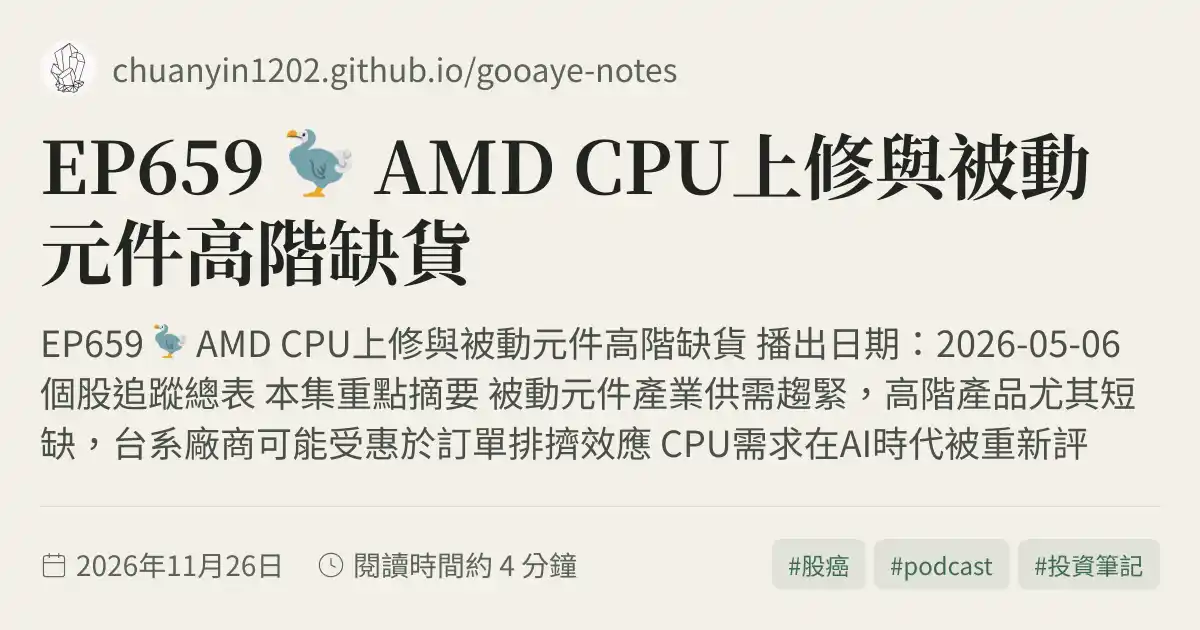 chuanyin1202.github.io/gooaye-notes
EP659🦤 AMD CPU上修與被動
元件高階缺貨
EP659 🦤 AMD CPU上修與被動元件高階缺貨 播出日期：2026-05-06
個股追蹤總表 本集重點摘要 被動元件產業供需趨緊，高階產品尤其短
缺，台系廠商可能受惠於訂單排擠效應 CPU需求在AI時代被重新評
2026年11月26日
閱讀時間約 4 分鐘
#股癌
#podcast
#投資筆記